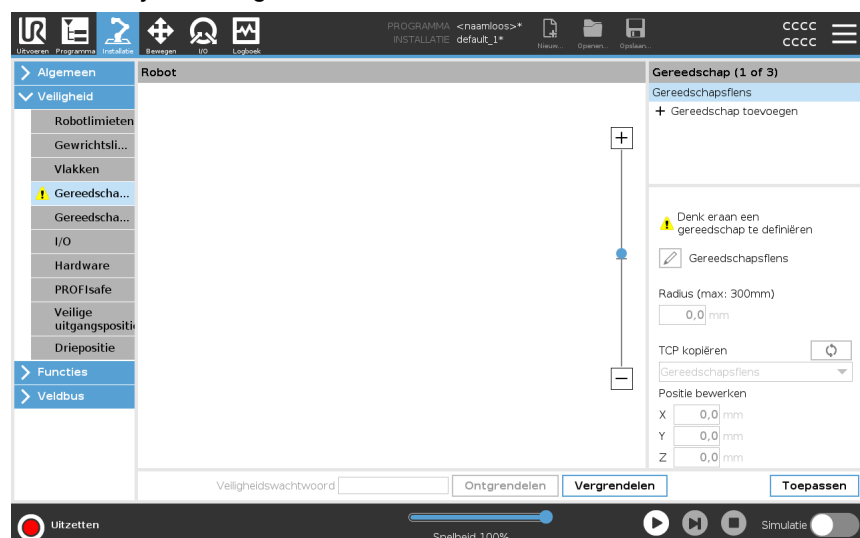 PROGRAMMA <naamloos>*
INSTALLATIE default_1*
Uitvoeren Programma Installatie Bewegen I/O Logboek
Nieuw... Openen... Opslaan...
cccc
cccc
Algemeen
Veiligheid
Robotlimieten
Gewrichtsli...
Vlakken
Gereedscha...
Gereedscha...
I/O
Hardware
PROFIsafe
Veilige
uitgangspositi
Driepositie
Functies
Veldbus
Robot
Gereedschap (1 of 3)
Gereedschapsflens
+ Gereedschap toevoegen
Denk eraan een
gereedschap te definiëren
Gereedschapsflens
Radius (max: 300mm)
0,0 mm
TCP kopiëren
Gereedschapsflens
Positie bewerken
X 0,0 mm
Y 0,0 mm
Z 0,0 mm
Veiligheidswachtwoord Ontgrendelen Vergrendelen Toepassen
Uitzetten
Snelheid 100%
Simulatie